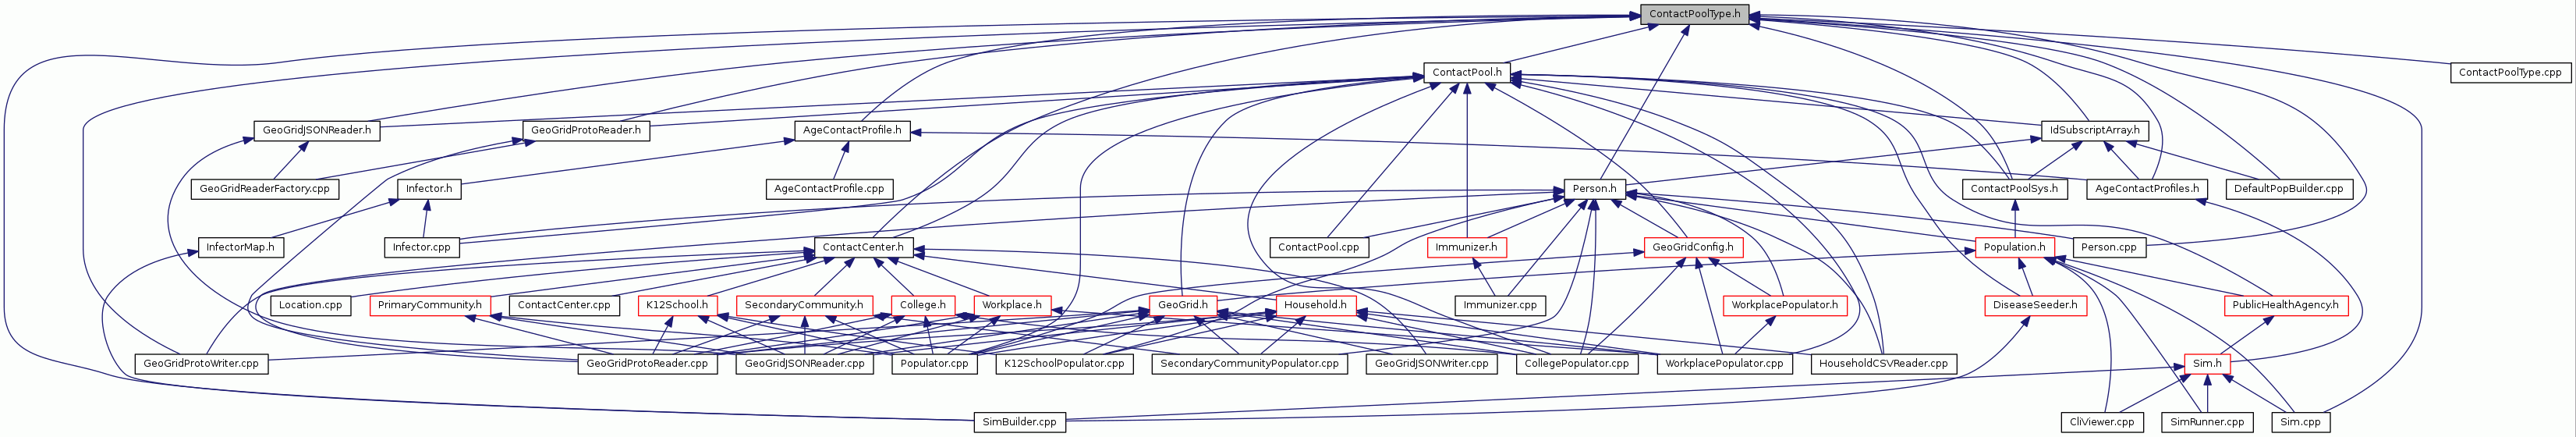 ContactPoolType.h
ContactPool.h
ContactPoolType.cpp
GeoGridJSONReader.h
GeoGridProtoReader.h
AgeContactProfile.h
IdSubscriptArray.h
GeoGridReaderFactory.cpp
Infector.h
AgeContactProfile.cpp
Person.h
ContactPoolSys.h
AgeContactProfiles.h
DefaultPopBuilder.cpp
InfectorMap.h
Infector.cpp
ContactCenter.h
ContactPool.cpp
Immunizer.h
GeoGridConfig.h
Population.h
Person.cpp
Location.cpp
PrimaryCommunity.h
ContactCenter.cpp
K12School.h
SecondaryCommunity.h
College.h
Workplace.h
GeoGrid.h
Household.h
Immunizer.cpp
WorkplacePopulator.h
DiseaseSeeder.h
PublicHealthAgency.h
GeoGridProtoWriter.cpp
GeoGridProtoReader.cpp
GeoGridJSONReader.cpp
Populator.cpp
K12SchoolPopulator.cpp
SecondaryCommunityPopulator.cpp
GeoGridJSONWriter.cpp
CollegePopulator.cpp
WorkplacePopulator.cpp
HouseholdCSVReader.cpp
Sim.h
SimBuilder.cpp
CliViewer.cpp
SimRunner.cpp
Sim.cpp